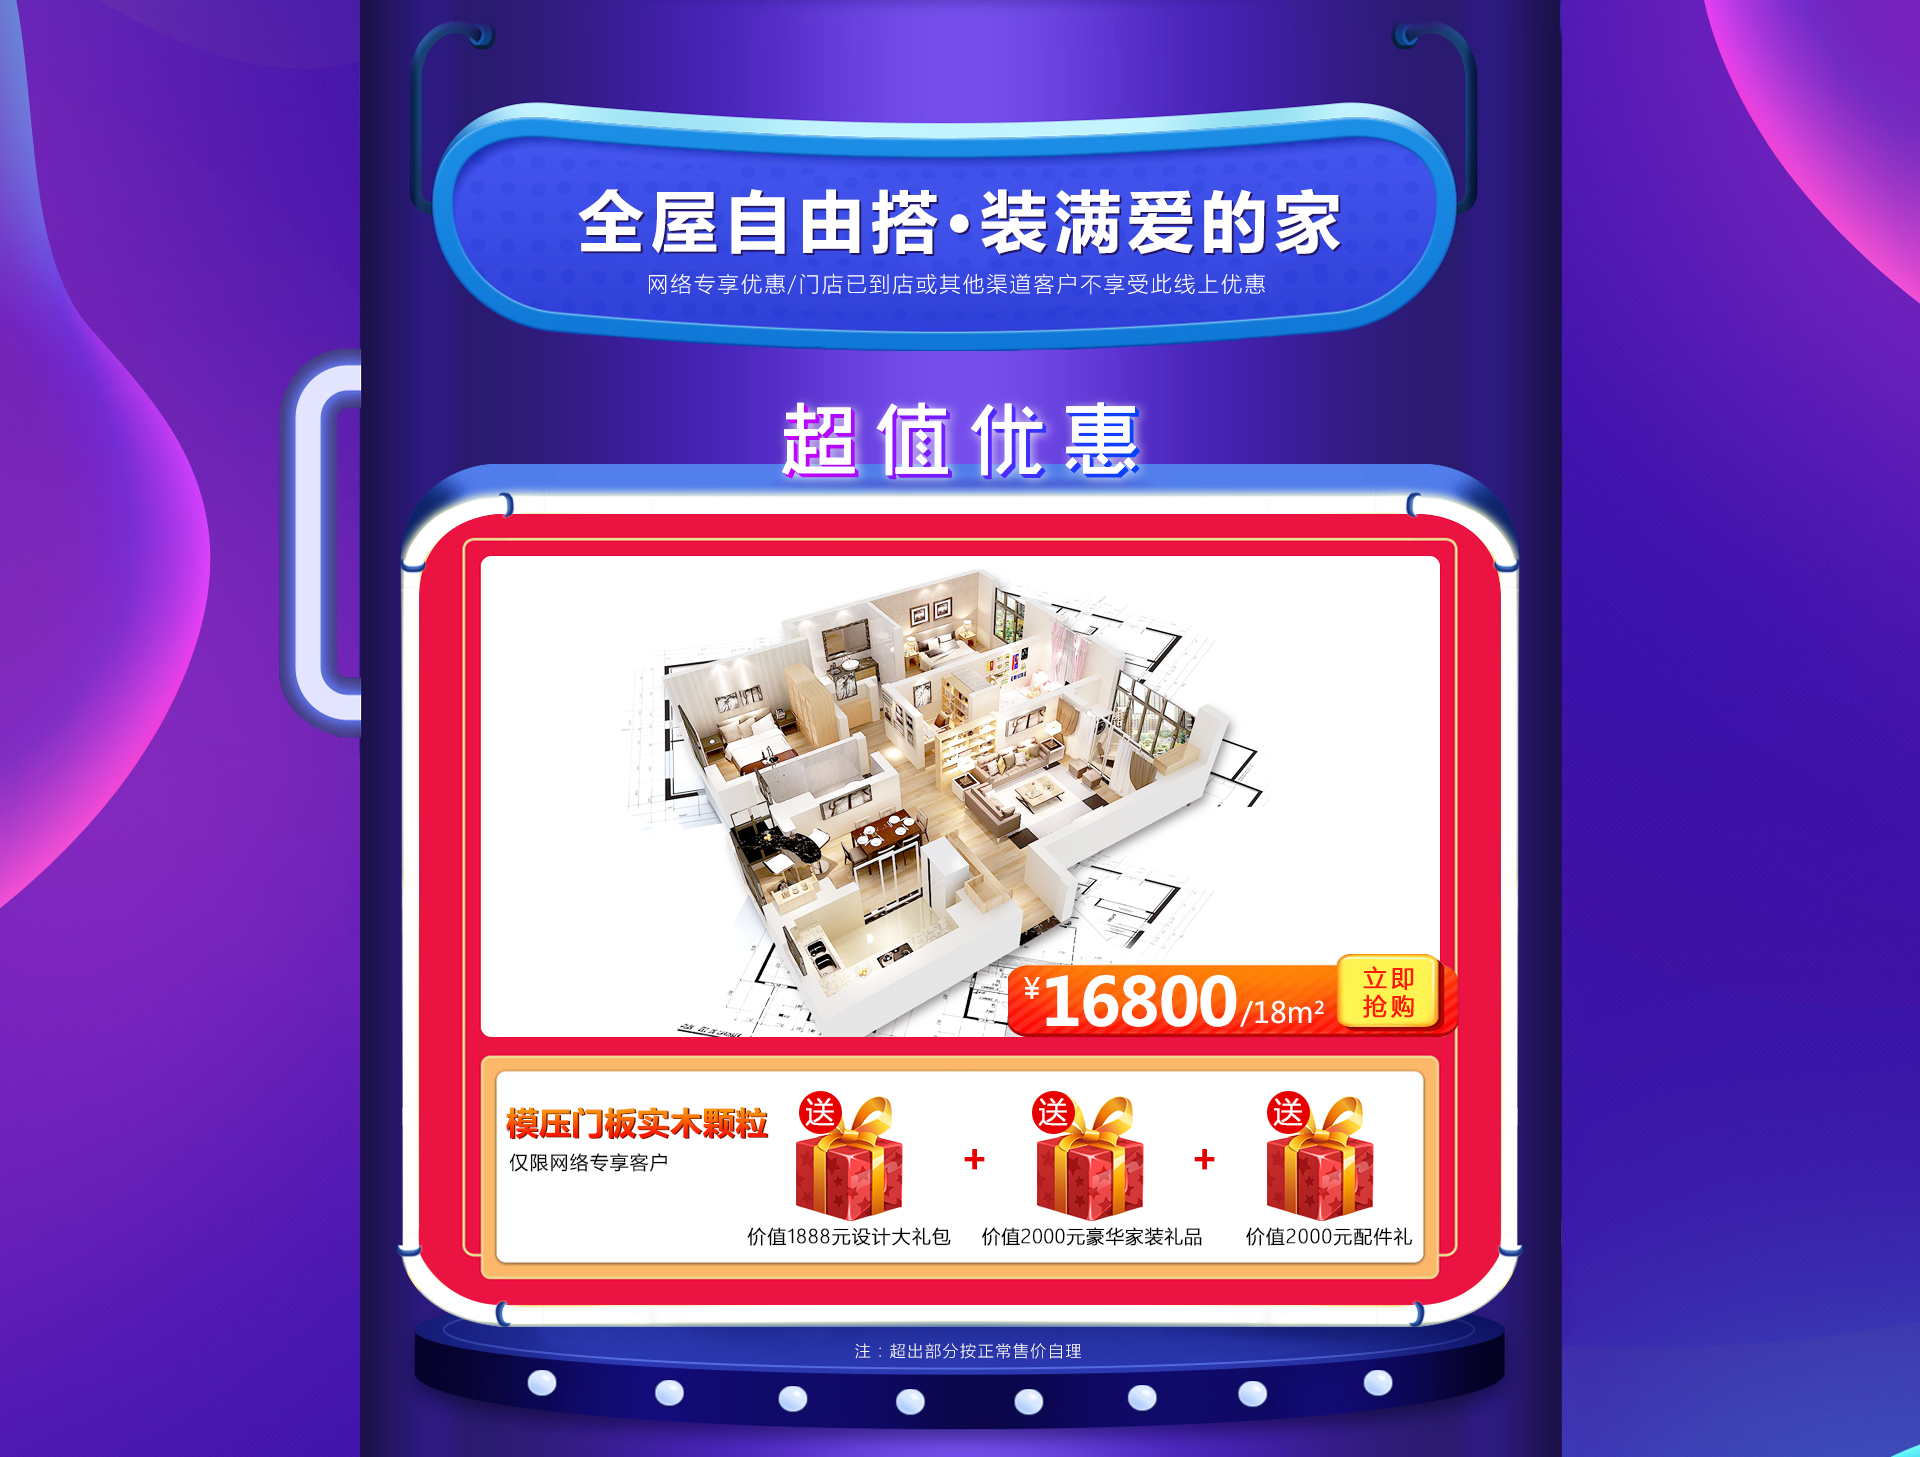 全屋自由搭·装满爱的家
网络专享优惠/门店已到店或其他渠道客户不享受此线上优惠
超值优惠
¥16800/18m²
立即
抢购
模压门板实木颗粒
仅限网络专享客户
送
送
送
+
+
价值1888元设计大礼包
价值2000元豪华家装礼品
价值2000元配件礼
注：超出部分按正常售价自理